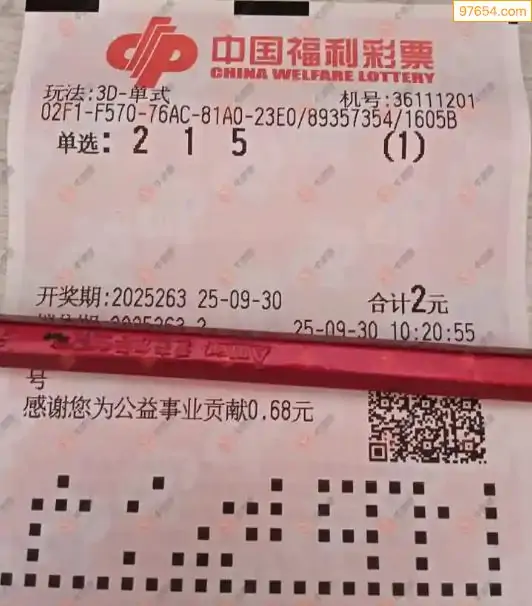 97654.com
中国福利彩票
CHINA WELFARE LOTTERY
玩法:3D-单式 机号:36111201
02F1-F570-76AC-81A0-23E0/89357354/1605B
单选: 2 1 5 (1)
开奖期:2025263 25-09-30 合计2元
25-09-30 10:20:55
号
感谢您为公益事业贡献0.68元